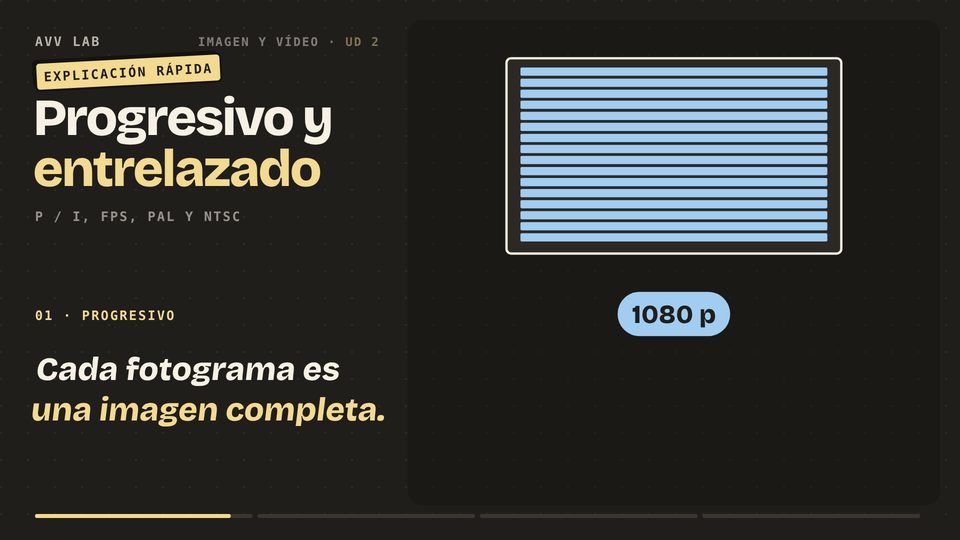 AVV LAB
IMAGEN Y VÍDEO · UD 2
EXPLICACIÓN RÁPIDA
Progresivo y
entrelazado
P / I, FPS, PAL Y NTSC
01 · PROGRESIVO
Cada fotograma es
una imagen completa.
1080 p